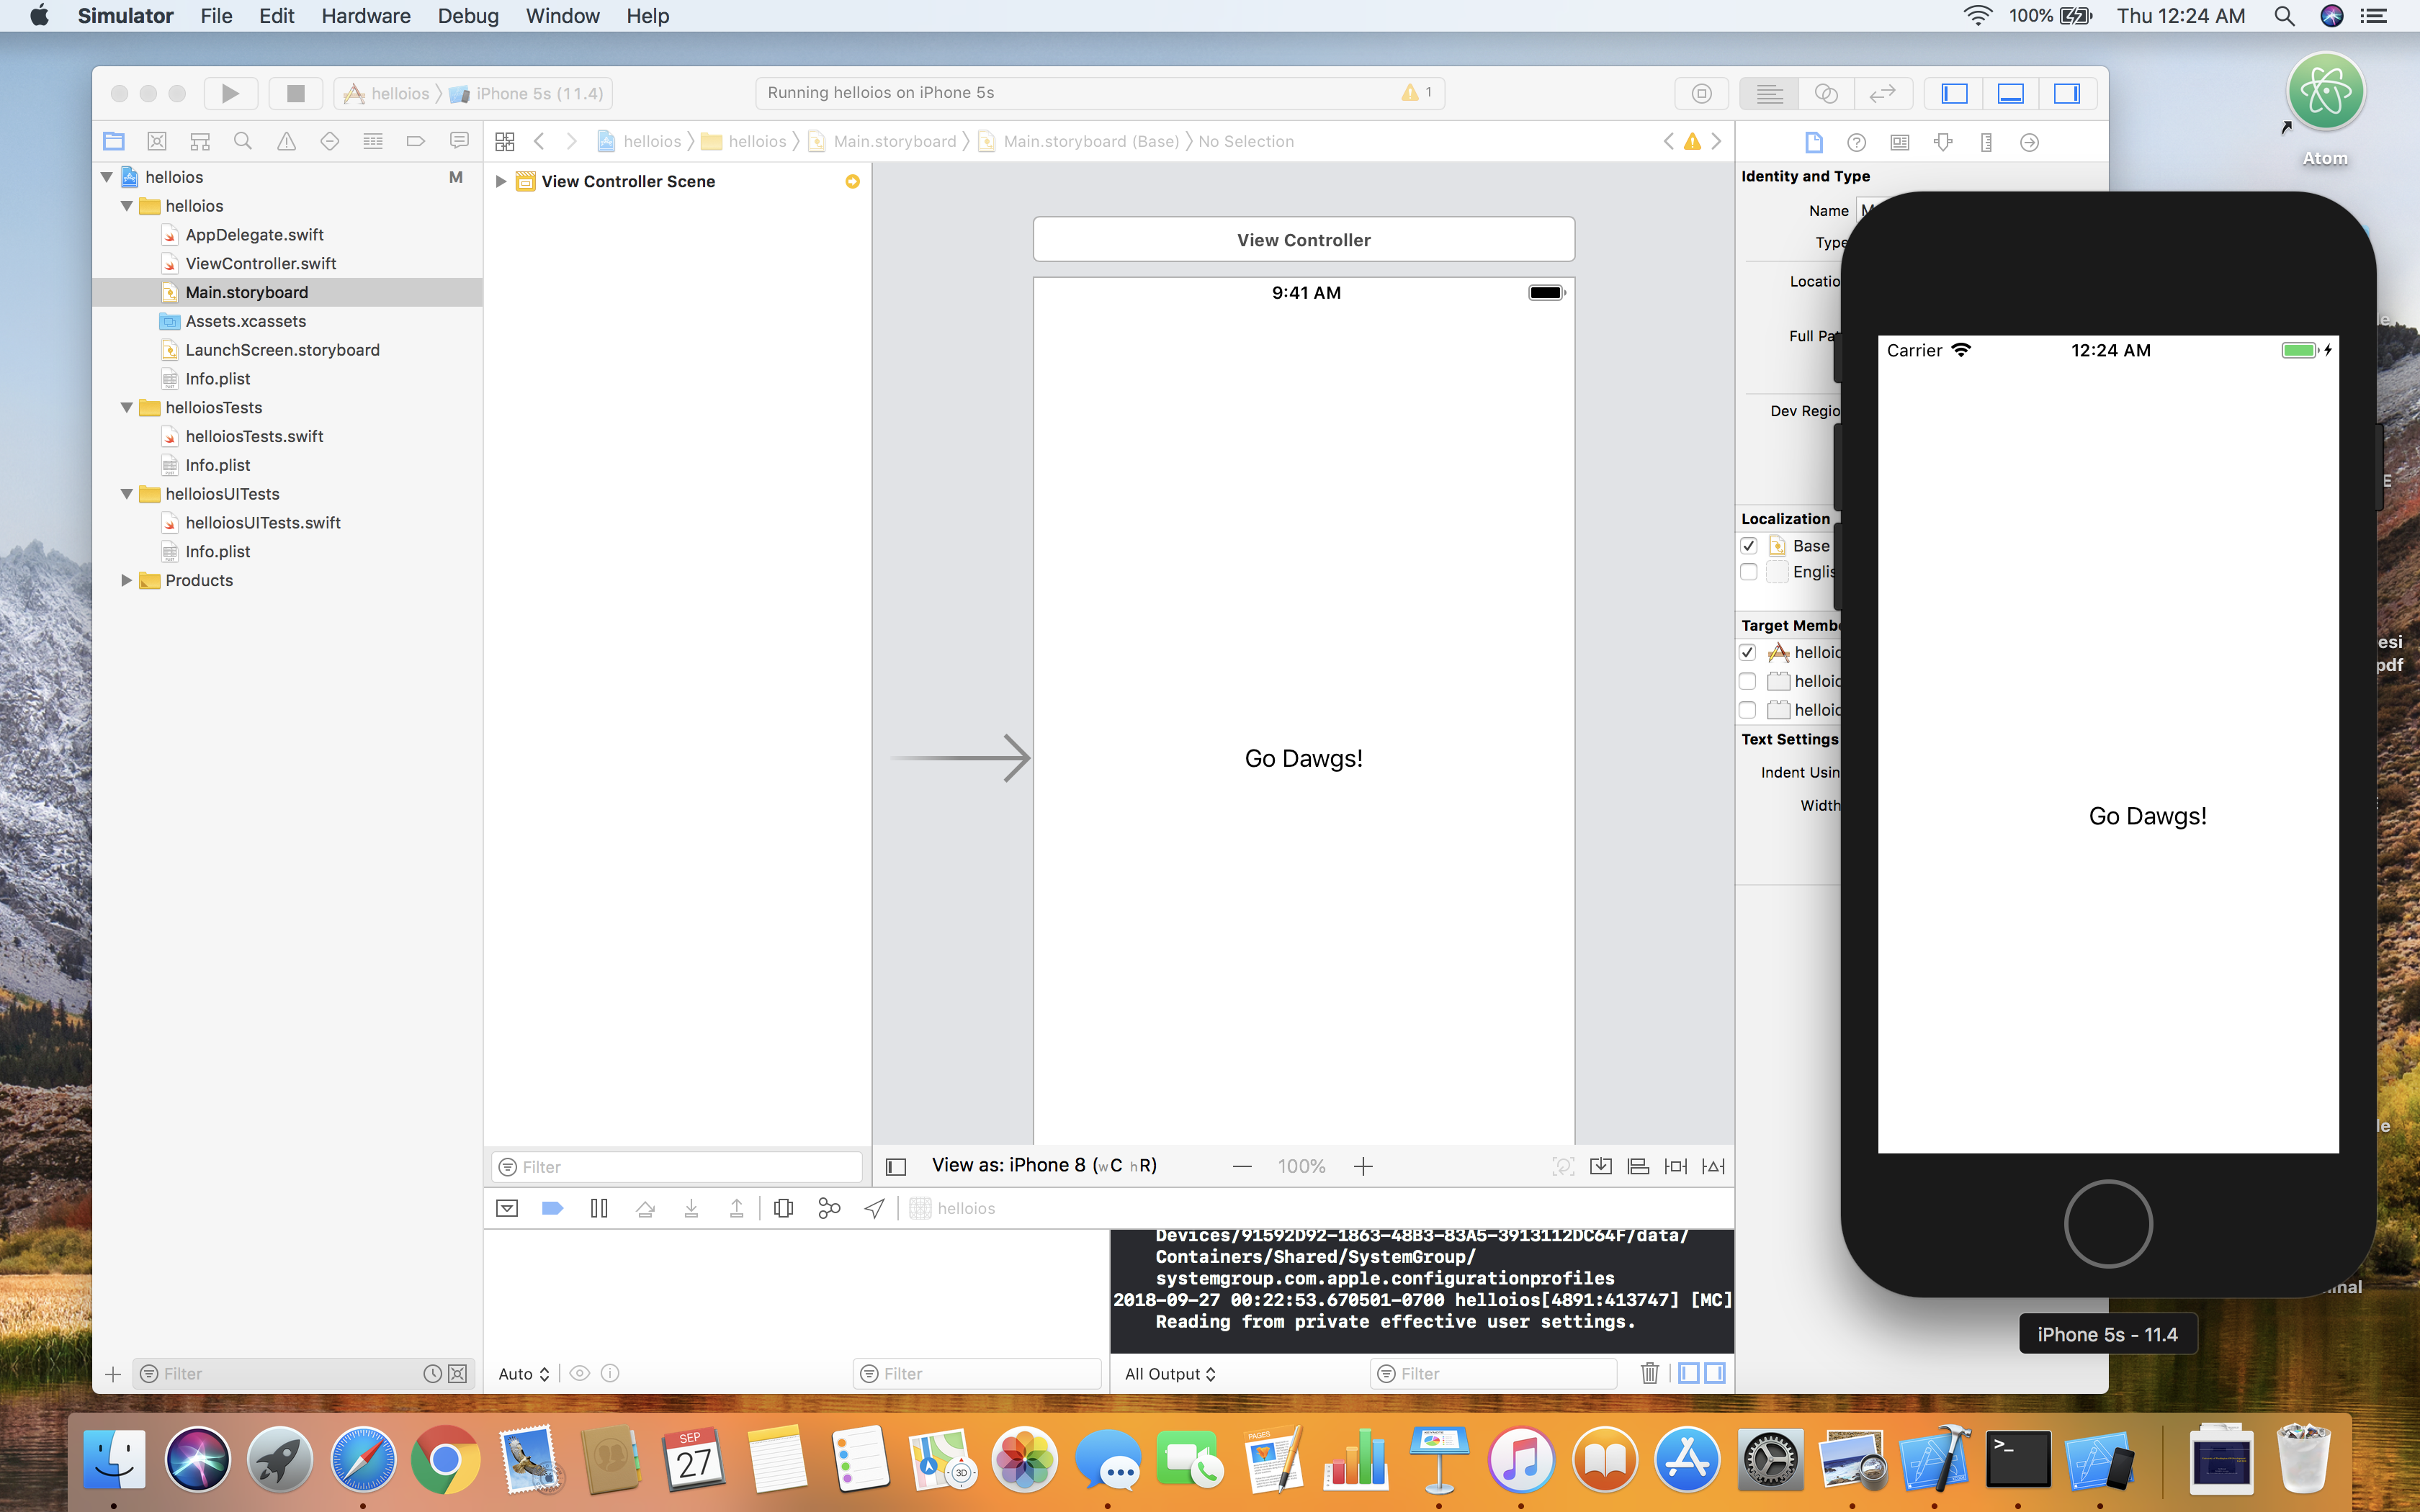 Simulator File Edit Hardware Debug Window Help 100% Thu 12:24 AM
helloios iPhone 5s (11.4) Running helloios on iPhone 5s 1
helloios helloios Main.storyboard Main.storyboard (Base) No Selection
helloios M
helloios
AppDelegate.swift
ViewController.swift
Main.storyboard
Assets.xcassets
LaunchScreen.storyboard
Info.plist
helloiosTests
helloiosTests.swift
Info.plist
helloiosUITests
helloiosUITests.swift
Info.plist
Products
Filter
View Controller Scene
Filter
View Controller
9:41 AM
Go Dawgs!
View as: iPhone 8 (wC hR) 100%
helloios
Auto
Filter
Devices/91592D92-1863-48B3-83A5-3913112DC64F/data/
Containers/Shared/SystemGroup/
systemgroup.com.apple.configurationprofiles
2018-09-27 00:22:53.670501-0700 helloios[4891:413747] [MC]
Reading from private effective user settings.
All Output Filter
Identity and Type
Name
Type
Locatio
Full Pa
Dev Regio
Localization
Base
Englis
Target Memb
helloio
helloio
helloio
Text Settings
Indent Usin
Width
Carrier 12:24 AM
Go Dawgs!
iPhone 5s - 11.4
Atom
esi
pdf
SEP
27
3D
PAGES
>_